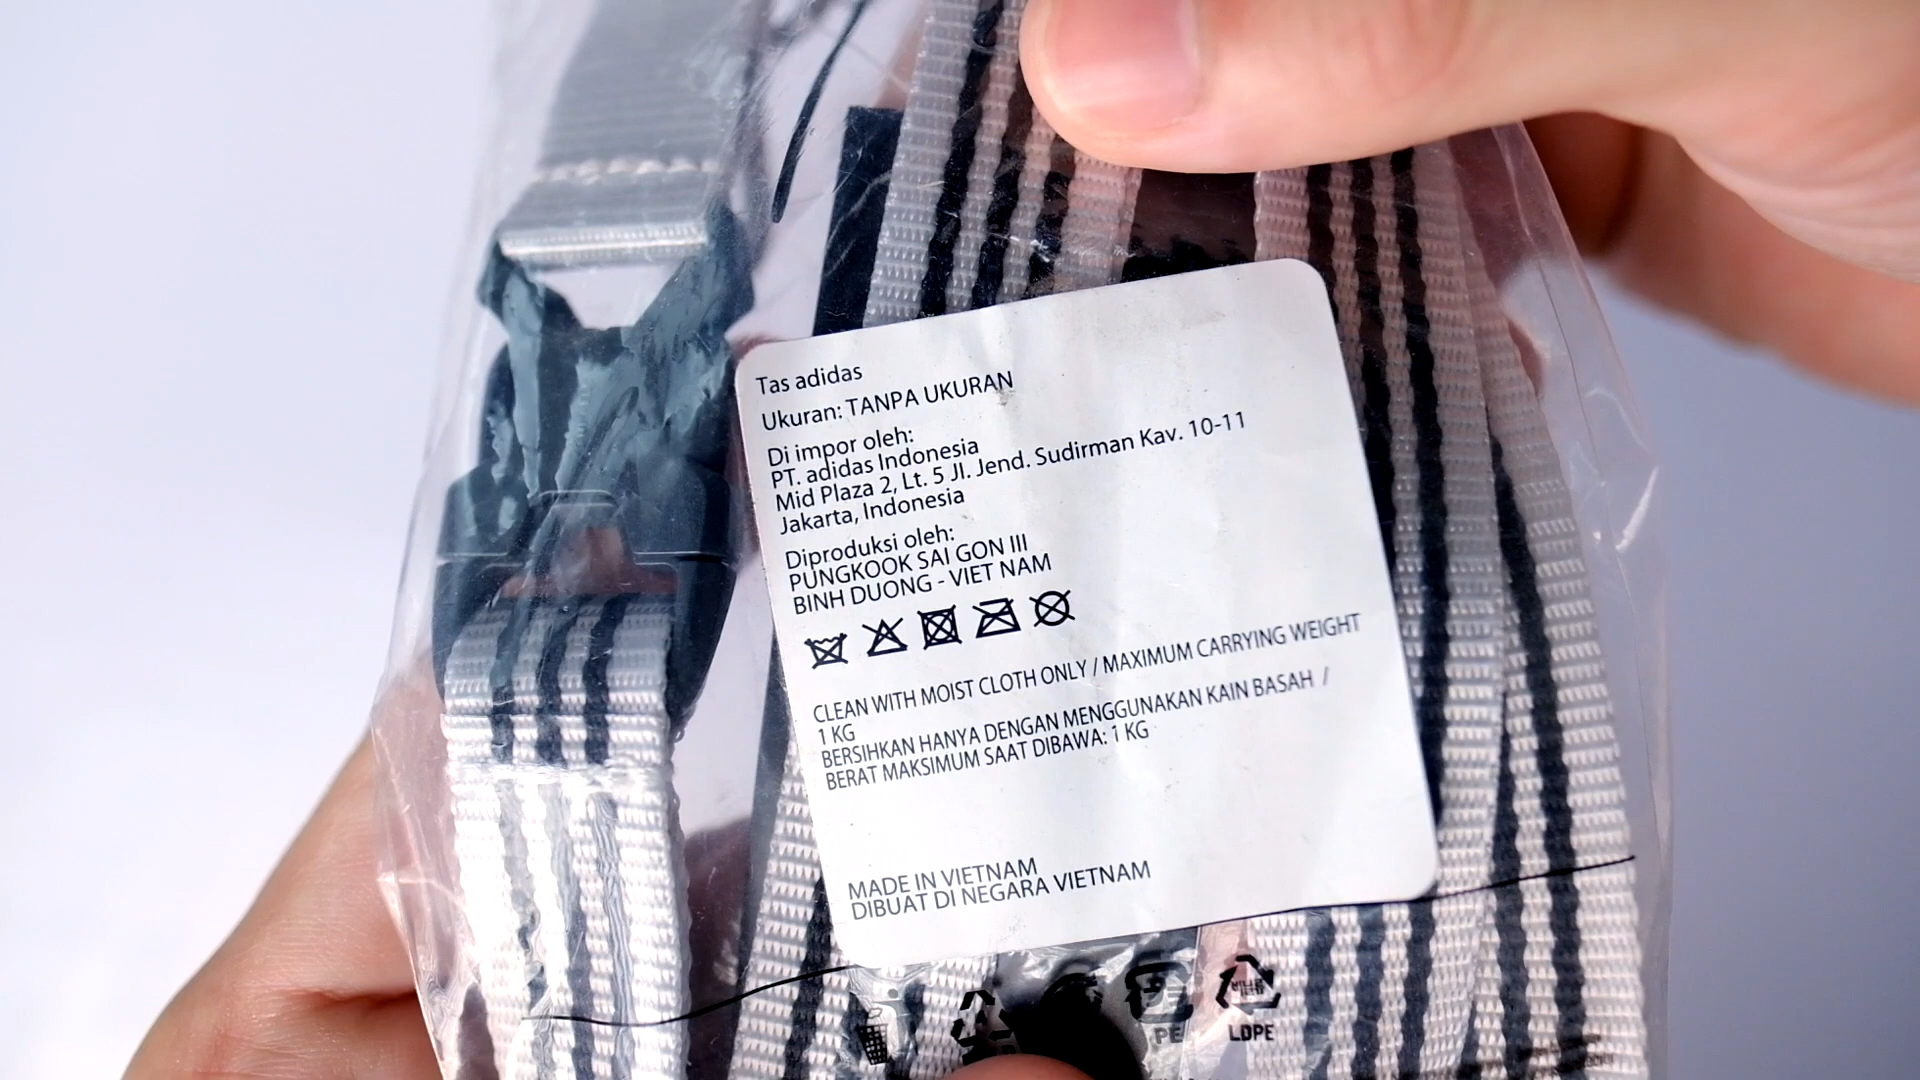 Tas adidas
Ukuran: TANPA UKURAN
Di impor oleh:
PT. adidas Indonesia
Mid Plaza 2, Lt. 5 Jl. Jend. Sudirman Kav. 10-11
Jakarta, Indonesia
Diproduksi oleh:
PUNGKOOK SAI GON III
BINH DUONG - VIET NAM
CLEAN WITH MOIST CLOTH ONLY / MAXIMUM CARRYING WEIGHT
1 KG
BERSIHKAN HANYA DENGAN MENGGUNAKAN KAIN BASAH /
BERAT MAKSIMUM SAAT DIBAWA: 1 KG
MADE IN VIETNAM
DIBUAT DI NEGARA VIETNAM
PE
LDPE